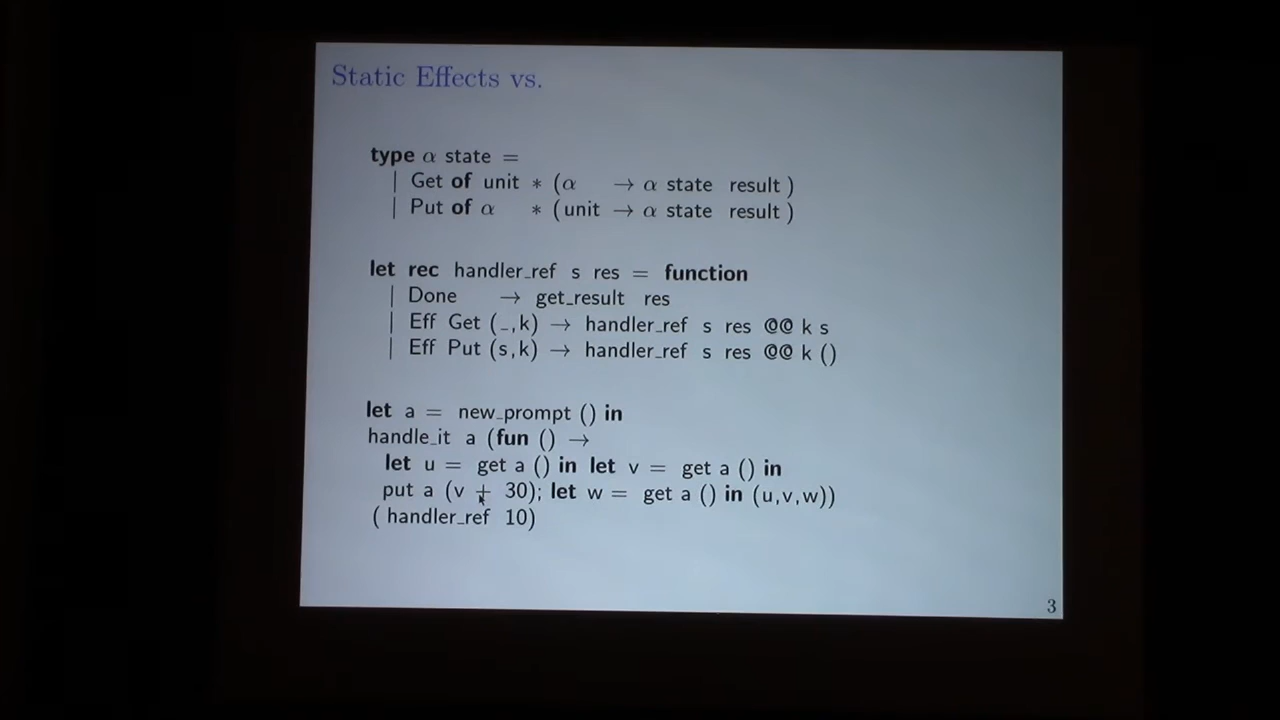 Static Effects vs.
type α state =
| Get of unit * (α → α state result)
| Put of α * (unit → α state result)
let rec handler_ref s res = function
| Done → get_result res
| Eff Get (_,k) → handler_ref s res @@ k s
| Eff Put (s,k) → handler_ref s res @@ k ()
let a = new_prompt () in
handle_it a (fun () →
let u = get a () in let v = get a () in
put a (v + 30); let w = get a () in (u,v,w))
(handler_ref 10)
3